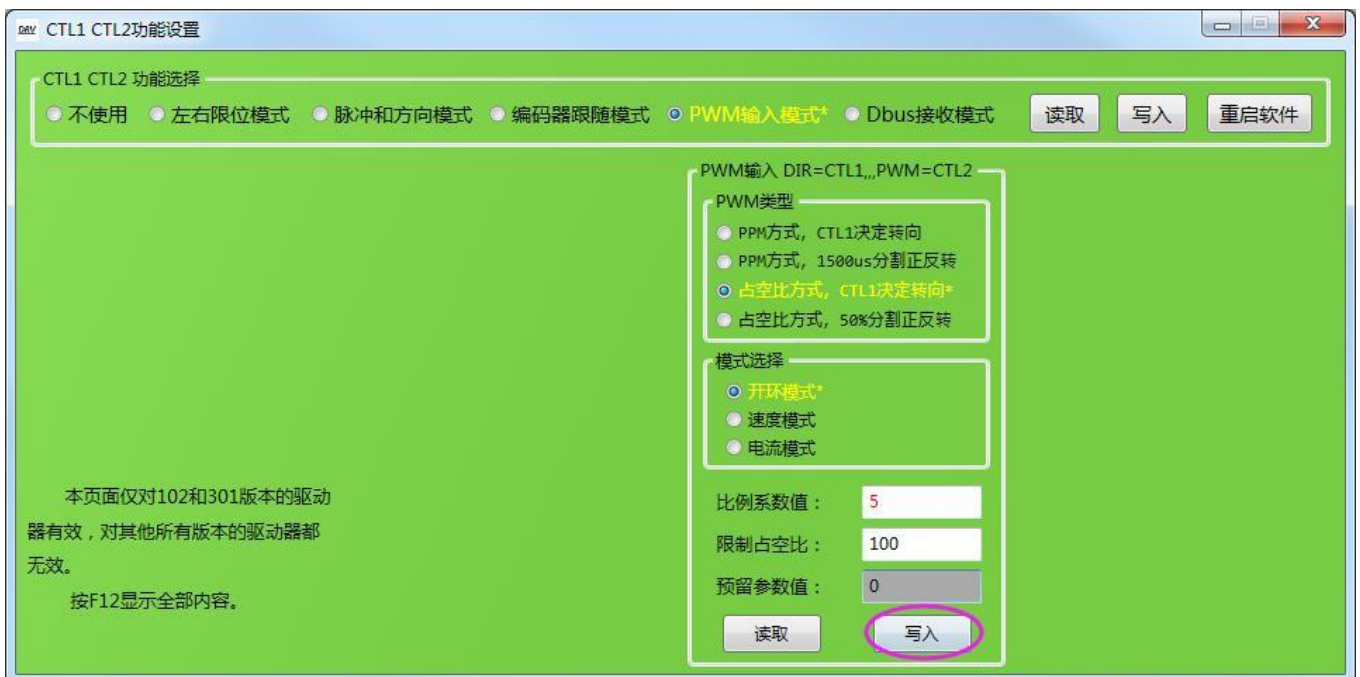 DAV CTL1 CTL2功能设置
CTL1 CTL2 功能选择
不使用 左右限位模式 脉冲和方向模式 编码器跟随模式 PWM输入模式* Dbus接收模式 读取 写入 重启软件
PWM输入 DIR=CTL1,,,PWM=CTL2
PWM类型
PPM方式，CTL1决定转向
PPM方式，1500us分割正反转
占空比方式，CTL1决定转向*
占空比方式，50%分割正反转
模式选择
开环模式*
速度模式
电流模式
本页面仅对102和301版本的驱动
器有效，对其他所有版本的驱动器都
无效。
按F12显示全部内容。
比例系数值： 5
限制占空比： 100
预留参数值： 0
读取 写入